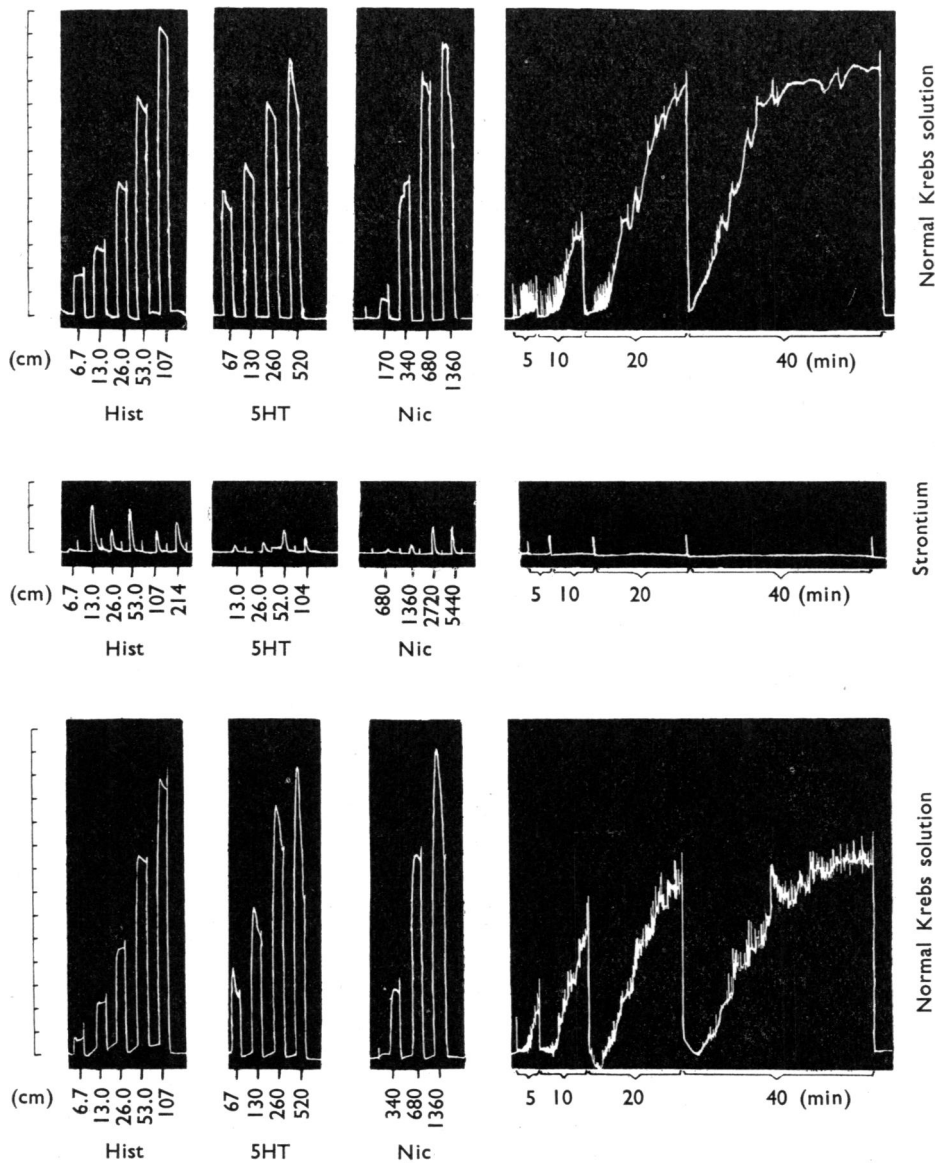 Normal Krebs solution
(cm)
6.7 13.0 26.0 53.0 107
67 130 260 520
170 340 680 1360
5 10 20 40 (min)
Hist 5HT Nic
Strontium
(cm)
6.7 13.0 26.0 53.0 107 214
13.0 26.0 52.0 104
680 1360 2720 5440
5 10 20 40 (min)
Hist 5HT Nic
Normal Krebs solution
(cm)
6.7 13.0 26.0 53.0 107
67 130 260 520
340 680 1360
5 10 20 40 (min)
Hist 5HT Nic